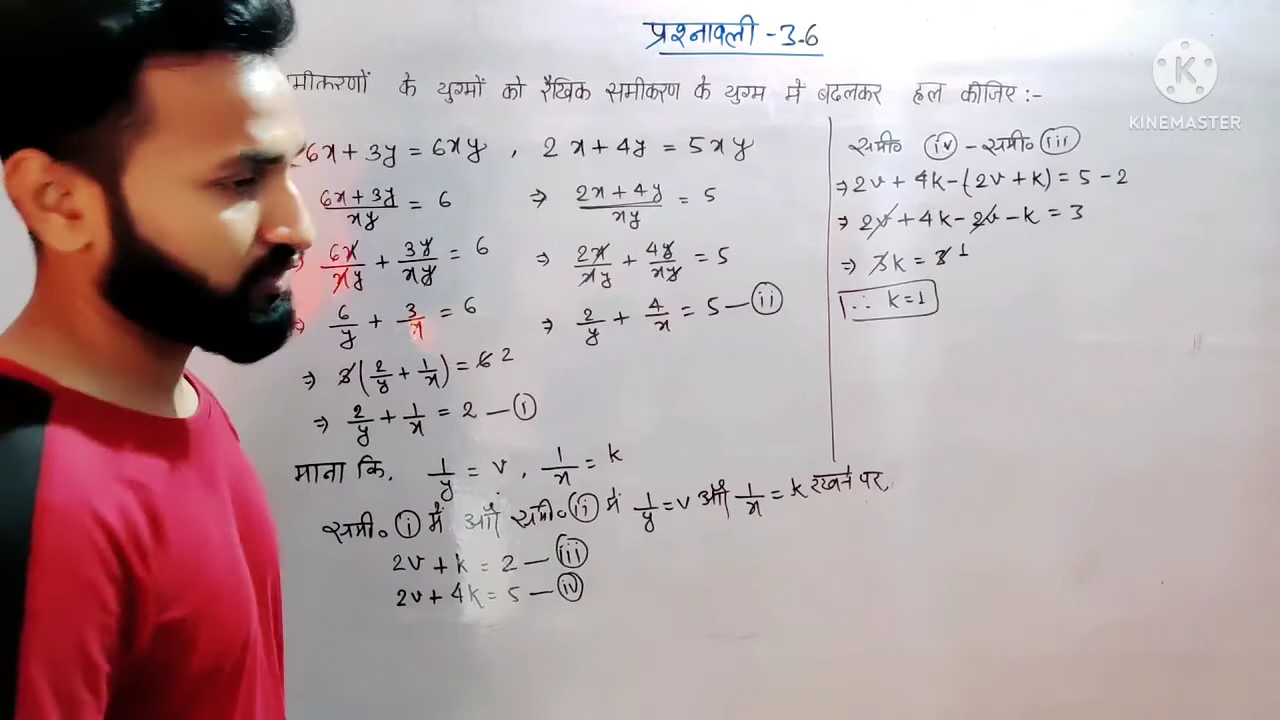 प्रश्नावली - 3.6
मीकरणों के युग्मों को रैखिक समीकरण के युग्म में बदलकर हल कीजिए :-
6x + 3y = 6xy , 2x + 4y = 5xy
6x + 3y / xy = 6 ⇒ 2x + 4y / xy = 5
⇒ 6x/xy + 3y/xy = 6 ⇒ 2x/xy + 4y/xy = 5
⇒ 6/y + 3/x = 6 ⇒ 2/y + 4/x = 5 — (ii)
⇒ 3(2/y + 1/x) = 6 2
⇒ 2/y + 1/x = 2 — (i)
माना कि, 1/y = v , 1/x = k
समी० (i) में और समी० (ii) में 1/y = v और 1/x = k रखने पर,
2v + k = 2 — (iii)
2v + 4k = 5 — (iv)
समी० (iv) - समी० (iii)
⇒ 2v + 4k - (2v + k) = 5 - 2
⇒ 2v + 4k - 2v - k = 3
⇒ 3k = 3 1
∴ k = 1
K
KINEMASTER